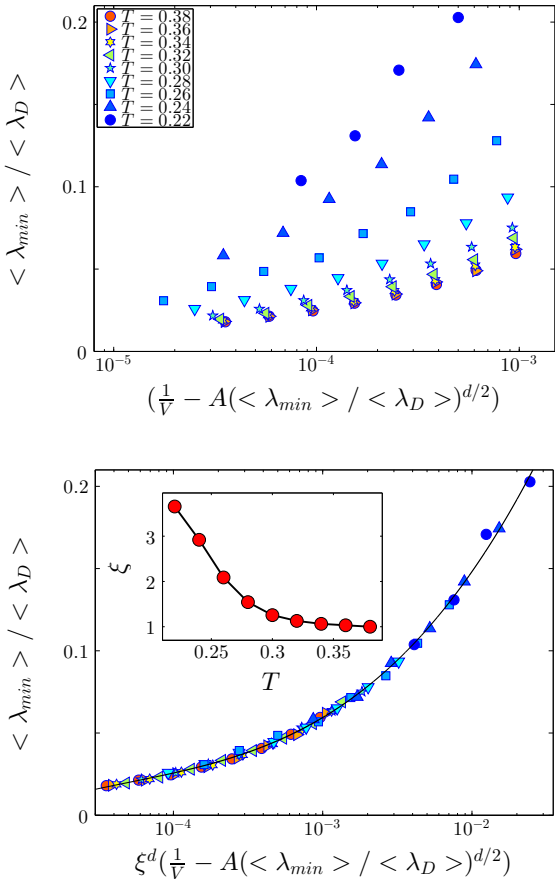 0.2
0.1
0
< λ_min > / < λ_D >
T = 0.38
T = 0.36
T = 0.34
T = 0.32
T = 0.30
T = 0.28
T = 0.26
T = 0.24
T = 0.22
10^-5 10^-4 10^-3
(1/V − A(< λ_min > / < λ_D >)^{d/2})
0.2
0.1
0
< λ_min > / < λ_D >
3
2
1
ξ
0.25 0.3 0.35
T
10^-4 10^-3 10^-2
ξ^d(1/V − A(< λ_min > / < λ_D >)^{d/2})